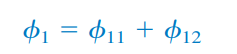 ϕ₁ = ϕ₁₁ + ϕ₁₂